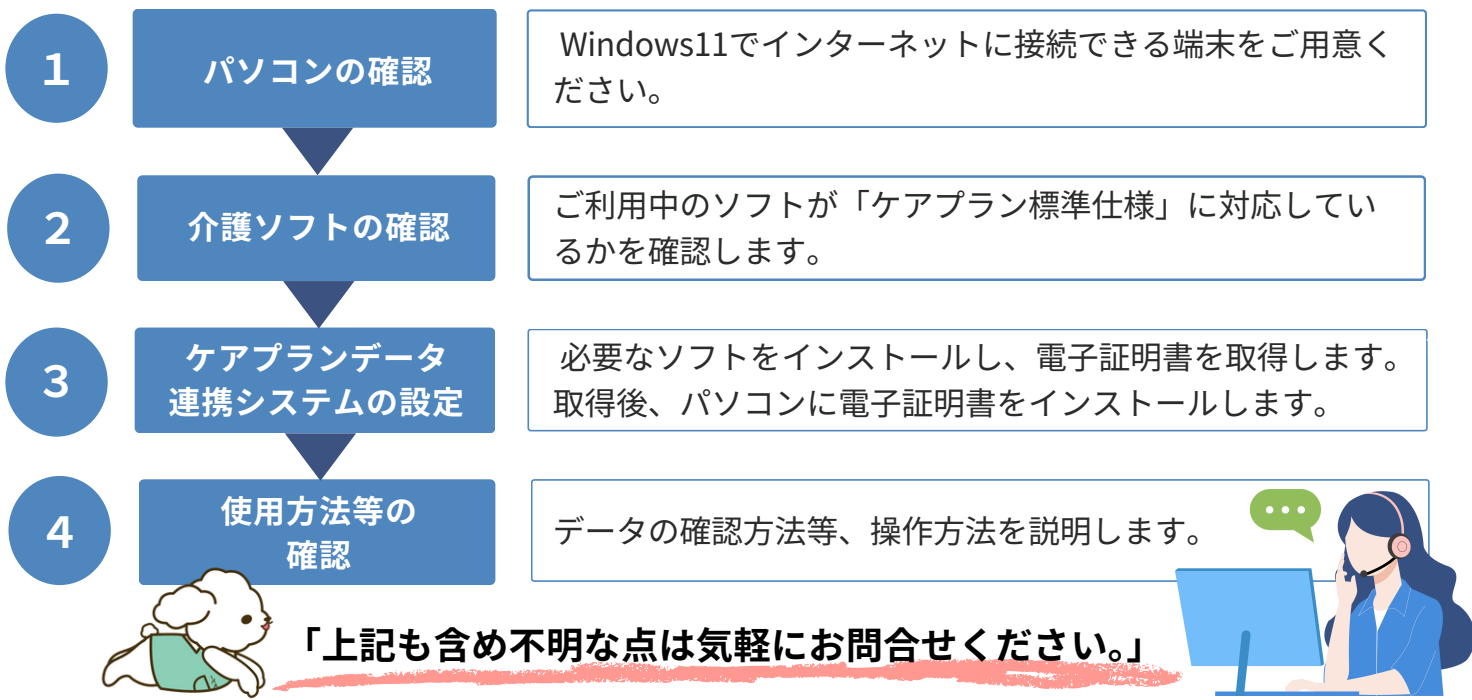 1
パソコンの確認
Windows11でインターネットに接続できる端末をご用意く
ださい。
2
介護ソフトの確認
ご利用中のソフトが「ケアプラン標準仕様」に対応してい
るかを確認します。
3
ケアプランデータ
連携システムの設定
必要なソフトをインストールし、電子証明書を取得します。
取得後、パソコンに電子証明書をインストールします。
4
使用方法等の
確認
データの確認方法等、操作方法を説明します。
「上記も含め不明な点は気軽にお問合せください。」